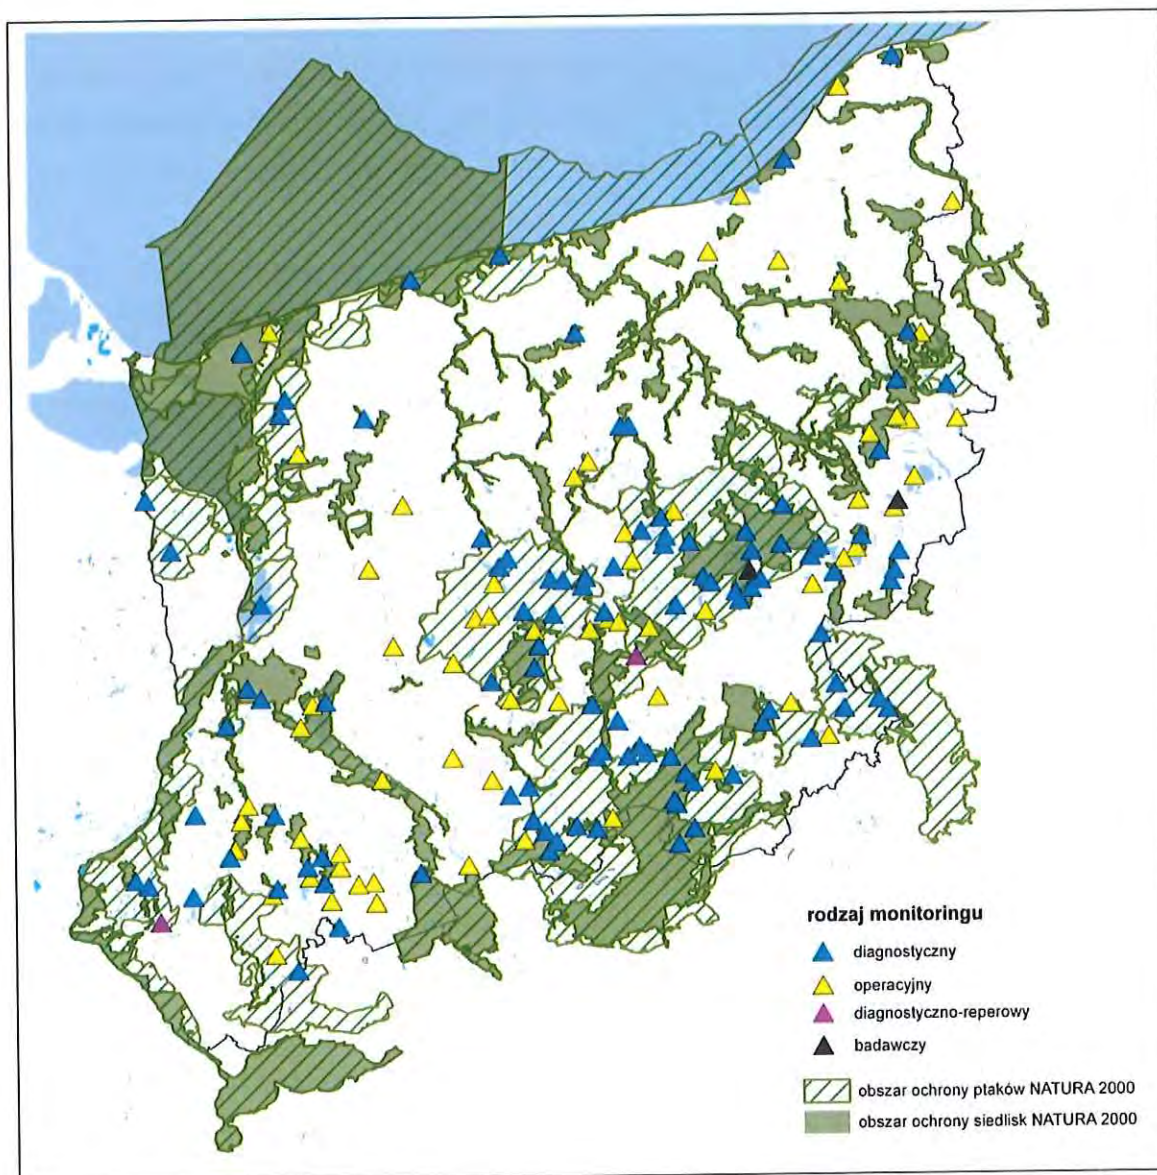 rodzaj monitoringu
diagnostyczny
operacyjny
diagnostyczno-reperowy
badawczy
obszar ochrony ptaków NATURA 2000
obszar ochrony siedlisk NATURA 2000